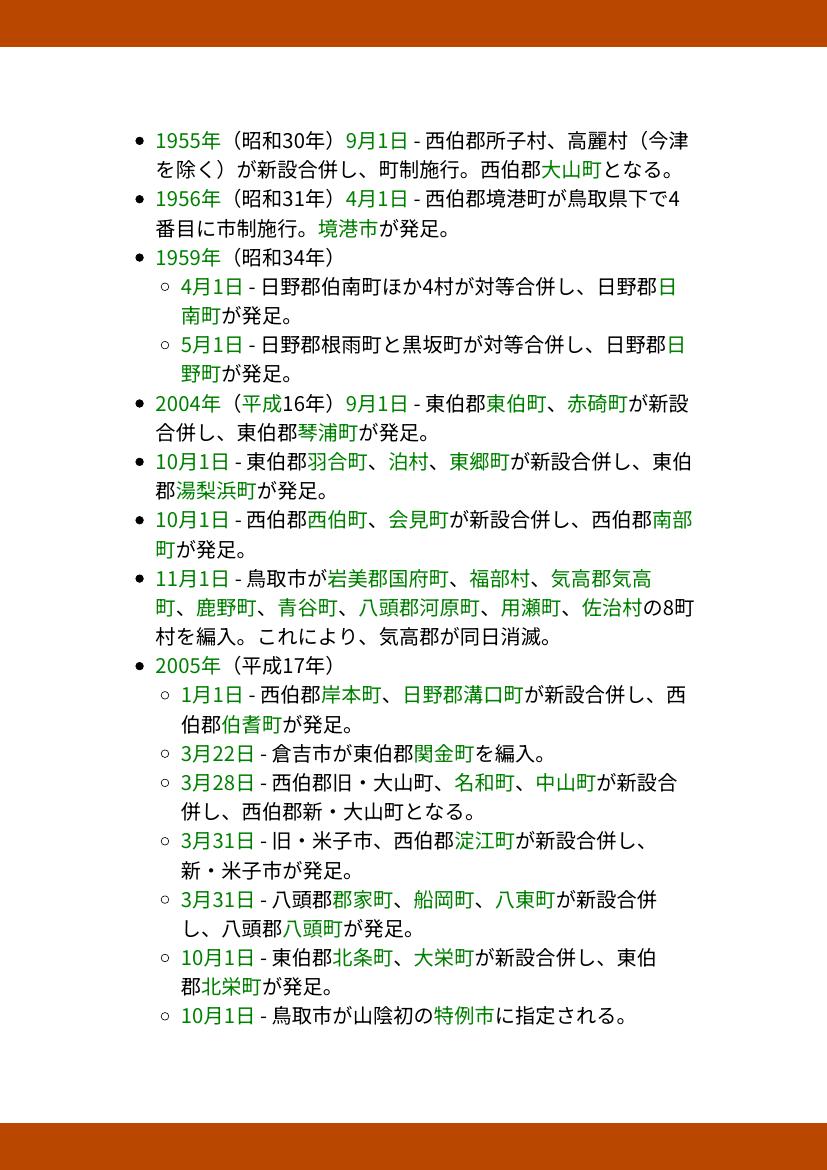 1955年（昭和30年）9月1日 - 西伯郡所子村、高麗村（今津
を除く）が新設合併し、町制施行。西伯郡大山町となる。
1956年（昭和31年）4月1日 - 西伯郡境港町が鳥取県下で4
番目に市制施行。境港市が発足。
1959年（昭和34年）
4月1日 - 日野郡伯南町ほか4村が対等合併し、日野郡日
南町が発足。
5月1日 - 日野郡根雨町と黒坂町が対等合併し、日野郡日
野町が発足。
2004年（平成16年）9月1日 - 東伯郡東伯町、赤碕町が新設
合併し、東伯郡琴浦町が発足。
10月1日 - 東伯郡羽合町、泊村、東郷町が新設合併し、東伯
郡湯梨浜町が発足。
10月1日 - 西伯郡西伯町、会見町が新設合併し、西伯郡南部
町が発足。
11月1日 - 鳥取市が岩美郡国府町、福部村、気高郡気高
町、鹿野町、青谷町、八頭郡河原町、用瀬町、佐治村の8町
村を編入。これにより、気高郡が同日消滅。
2005年（平成17年）
1月1日 - 西伯郡岸本町、日野郡溝口町が新設合併し、西
伯郡伯耆町が発足。
3月22日 - 倉吉市が東伯郡関金町を編入。
3月28日 - 西伯郡旧・大山町、名和町、中山町が新設合
併し、西伯郡新・大山町となる。
3月31日 - 旧・米子市、西伯郡淀江町が新設合併し、
新・米子市が発足。
3月31日 - 八頭郡郡家町、船岡町、八東町が新設合併
し、八頭郡八頭町が発足。
10月1日 - 東伯郡北条町、大栄町が新設合併し、東伯
郡北栄町が発足。
10月1日 - 鳥取市が山陰初の特例市に指定される。